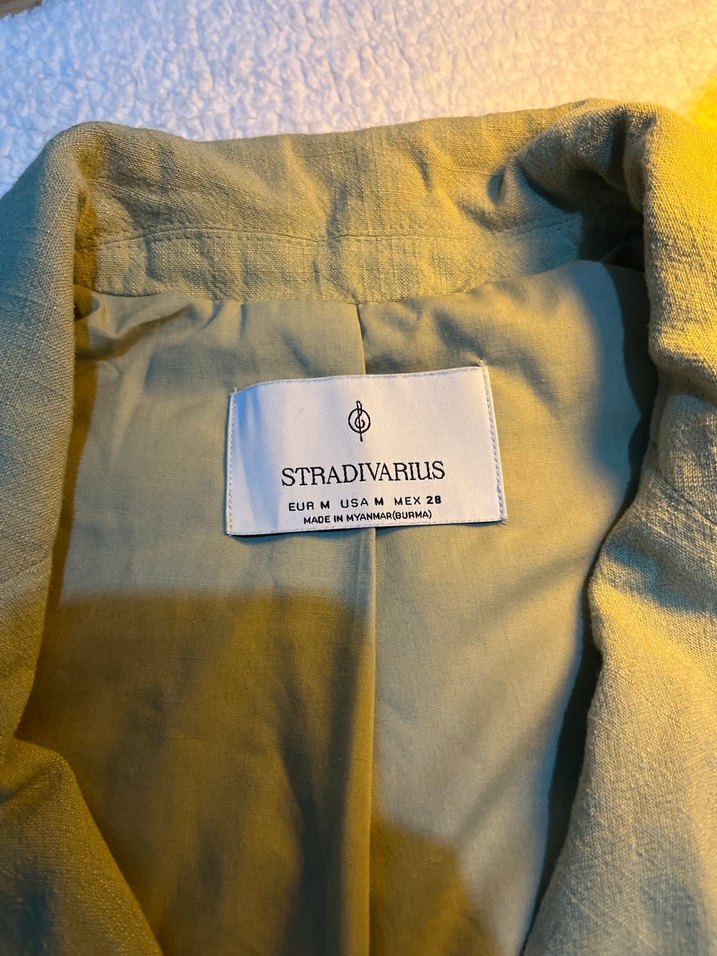 STRADIVARIUS
EUR M USA M MEX 28
MADE IN MYANMAR(BURMA)